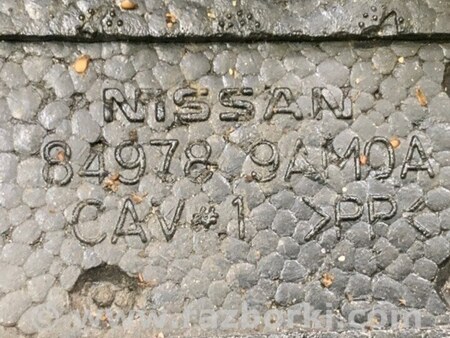 NISSAN
84978 9AM0A
CAV#1 >PP<
www.razborki.com